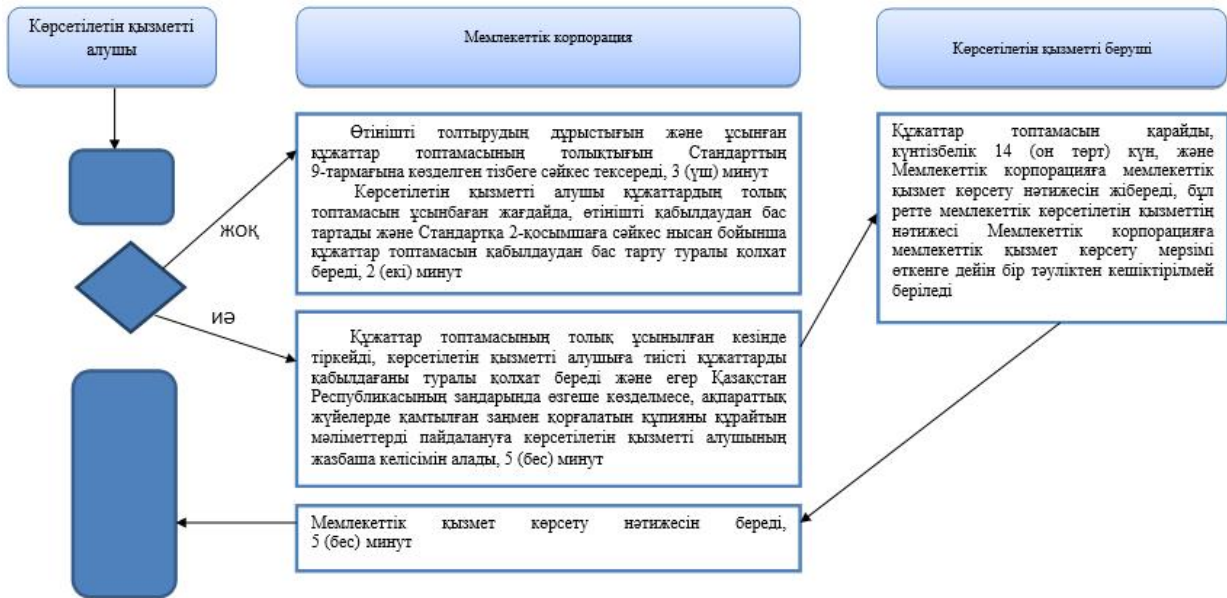 Көрсетілетін қызметті
алушы
Мемлекеттік корпорация
Көрсетілетін қызметті беруші
Өтінішті толтырудың дұрыстығын және ұсынған
құжаттар топтамасының толықтығын Стандарттың
9-тармағына көзделген тізбеге сәйкес тексереді, 3 (үш) минут
Көрсетілетін қызметті алушы құжаттардың толық
топтамасын ұсынбаған жағдайда, өтінішті қабылдаудан бас
тартады және Стандартқа 2-қосымшаға сәйкес нысан бойынша
құжаттар топтамасын қабылдаудан бас тарту туралы қолхат
береді, 2 (екі) минут
Құжаттар топтамасын қарайды,
күнтізбелік 14 (он төрт) күн, және
Мемлекеттік корпорацияға мемлекеттік
қызмет көрсету нәтижесін жібереді, бұл
ретте мемлекеттік көрсетілетін қызметтің
нәтижесі Мемлекеттік корпорацияға
мемлекеттік қызмет көрсету мерзімі
өткенге дейін бір тәуліктен кешіктірілмей
беріледі
жоқ
иә
Құжаттар топтамасының толық ұсынылған кезінде
тіркейді, көрсетілетін қызметті алушыға тиісті құжаттарды
қабылдағаны туралы қолхат береді және егер Қазақстан
Республикасының заңдарында өзгеше көзделмесе, ақпараттық
жүйелерде қамтылған заңмен қорғалатын құпияны құрайтын
мәліметтерді пайдалануға көрсетілетін қызметті алушының
жазбаша келісімін алады, 5 (бес) минут
Мемлекеттік қызмет көрсету нәтижесін береді,
5 (бес) минут